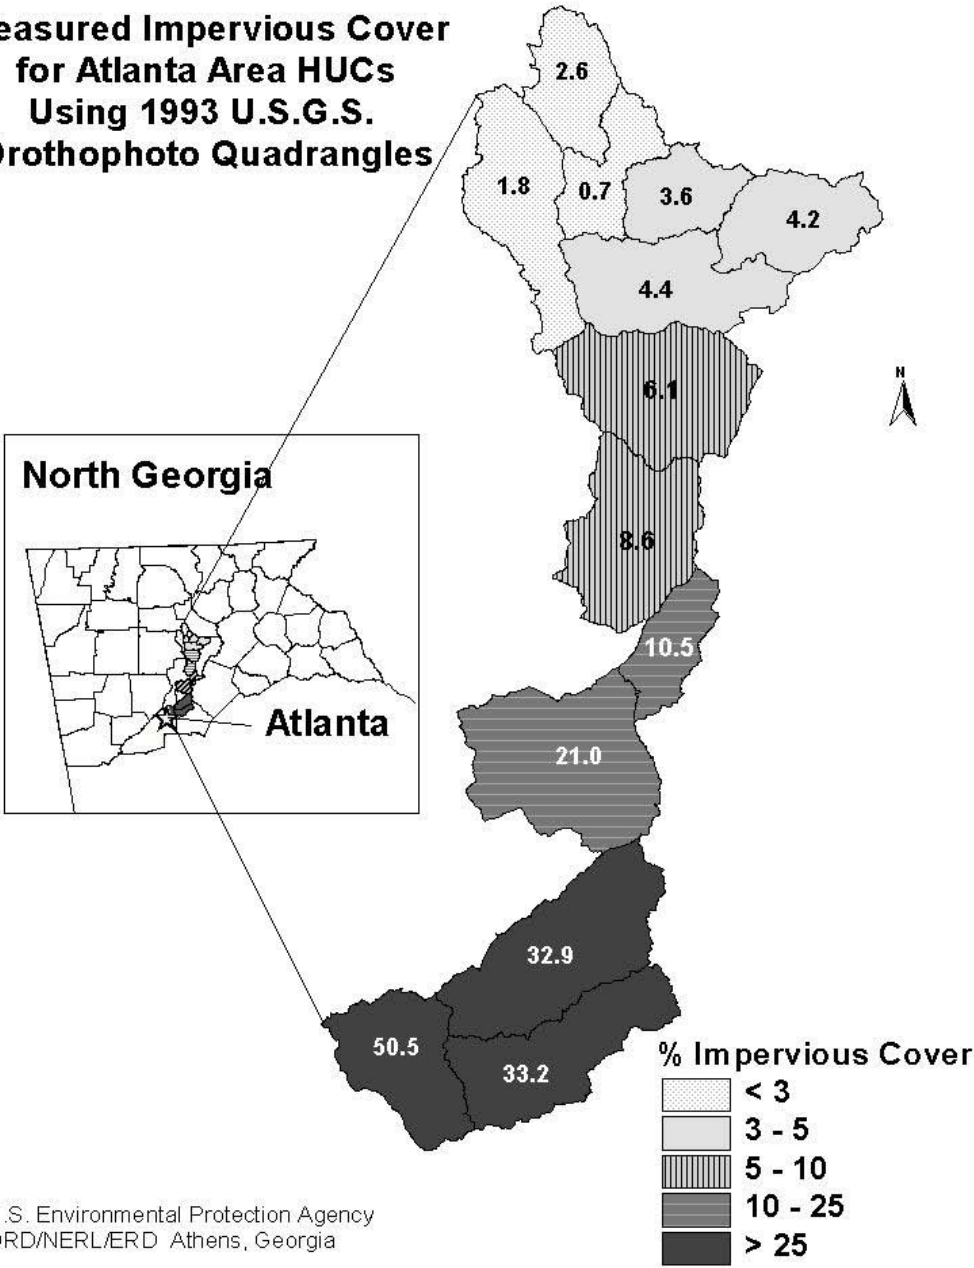 easured Impervious Cover
for Atlanta Area HUCs
Using 1993 U.S.G.S.
Orothophoto Quadrangles
2.6
1.8
0.7
3.6
4.2
4.4
N
6.1
North Georgia
8.6
10.5
Atlanta
21.0
32.9
50.5
33.2
% Impervious Cover
< 3
3 - 5
5 - 10
10 - 25
> 25
.S. Environmental Protection Agency
ORD/NERL/ERD Athens, Georgia